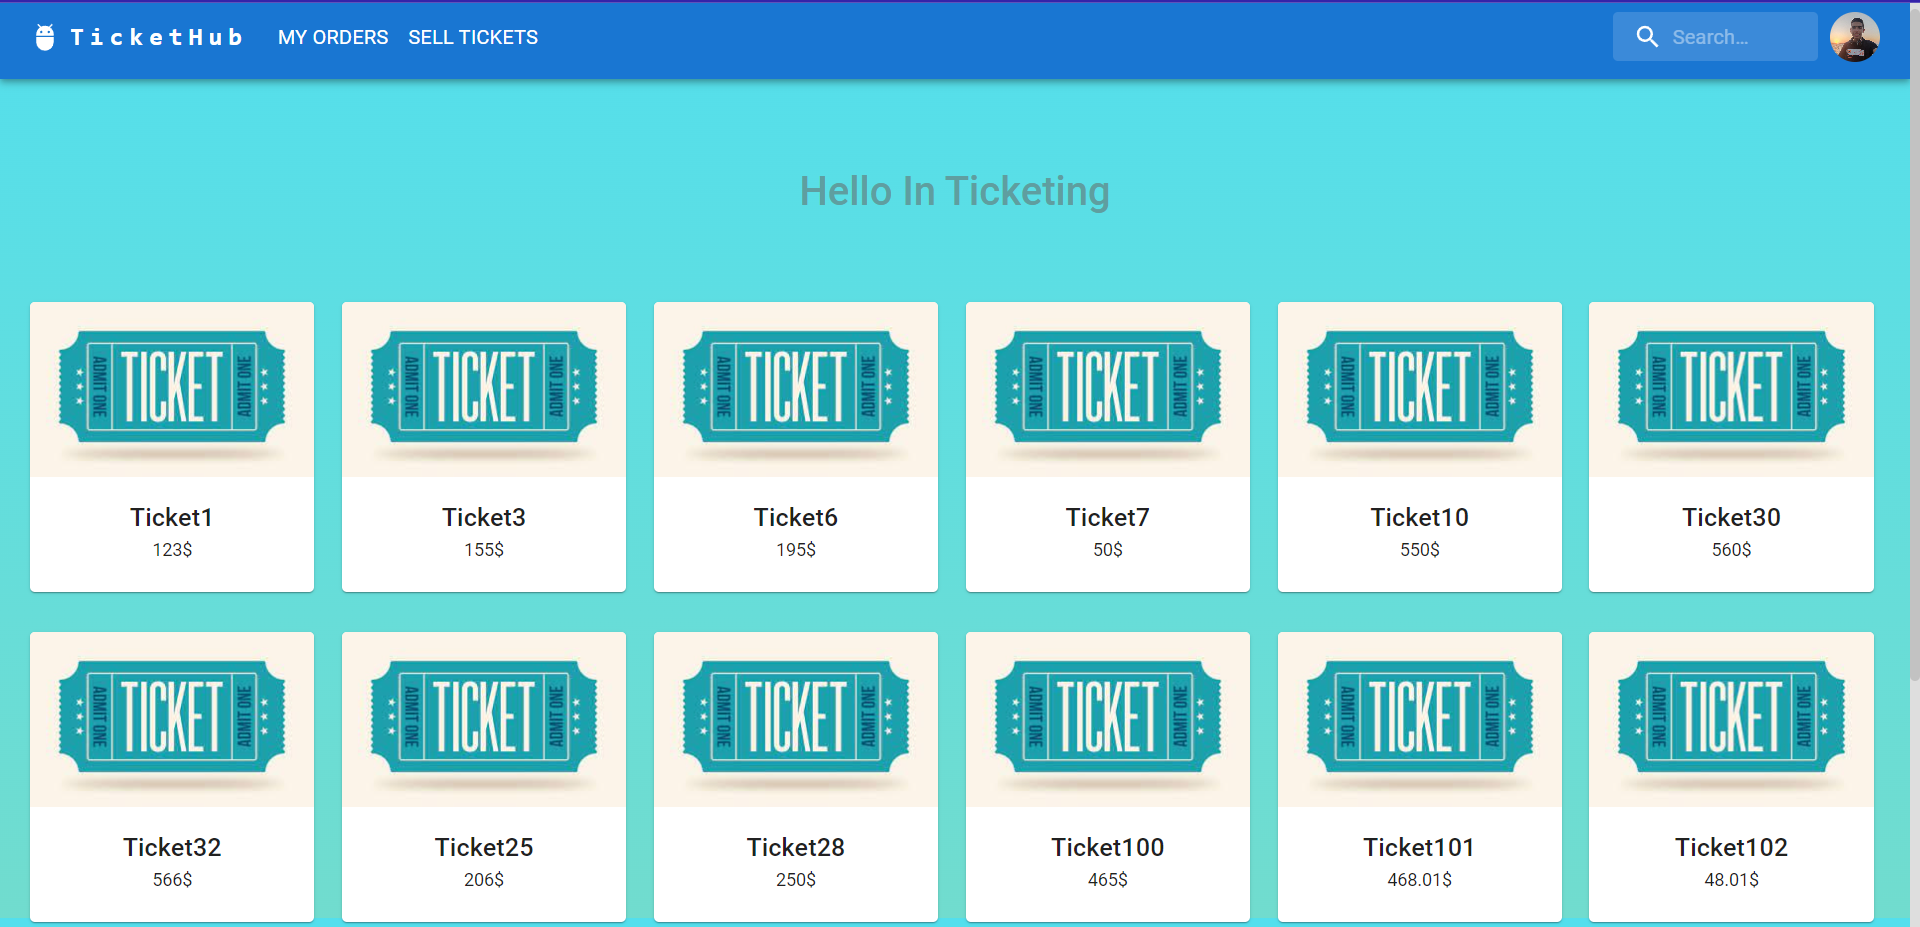 TicketHub MY ORDERS SELL TICKETS Search...
Hello In Ticketing
ADMIT ONE TICKET ADMIT ONE ADMIT ONE TICKET ADMIT ONE ADMIT ONE TICKET ADMIT ONE ADMIT ONE TICKET ADMIT ONE ADMIT ONE TICKET ADMIT ONE ADMIT ONE TICKET ADMIT ONE
Ticket1 Ticket3 Ticket6 Ticket7 Ticket10 Ticket30
123$ 155$ 195$ 50$ 550$ 560$
ADMIT ONE TICKET ADMIT ONE ADMIT ONE TICKET ADMIT ONE ADMIT ONE TICKET ADMIT ONE ADMIT ONE TICKET ADMIT ONE ADMIT ONE TICKET ADMIT ONE ADMIT ONE TICKET ADMIT ONE
Ticket32 Ticket25 Ticket28 Ticket100 Ticket101 Ticket102
566$ 206$ 250$ 465$ 468.01$ 48.01$